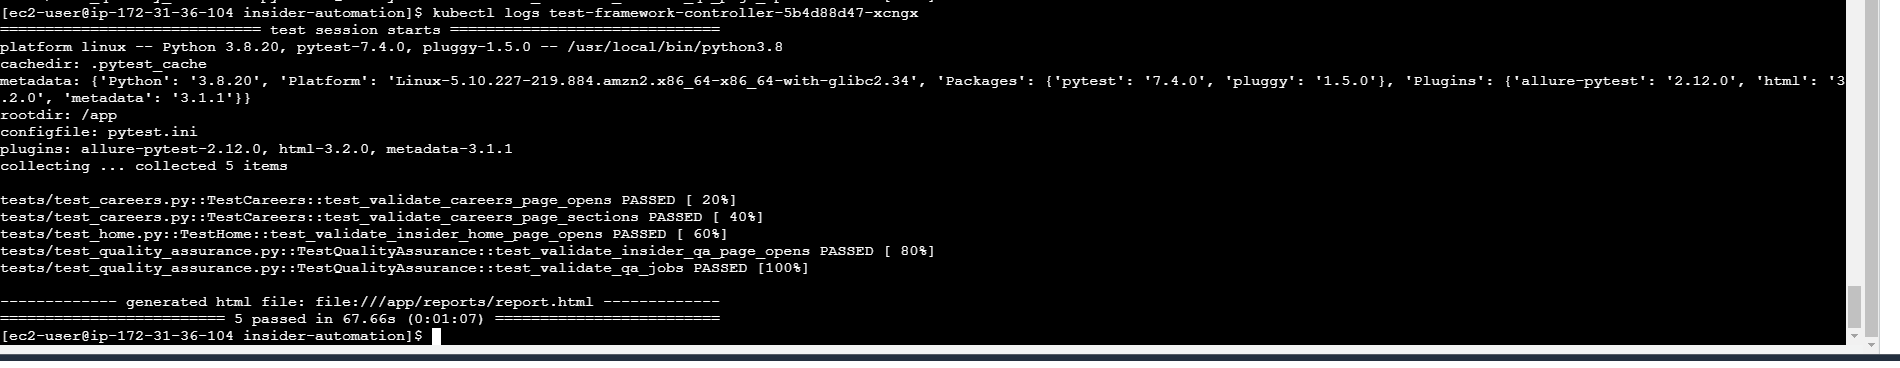 [ec2-user@ip-172-31-36-104 insider-automation]$ kubectl logs test-framework-controller-5b4d88d47-xcngx
============================= test session starts ==============================
platform linux -- Python 3.8.20, pytest-7.4.0, pluggy-1.5.0 -- /usr/local/bin/python3.8
cachedir: .pytest_cache
metadata: {'Python': '3.8.20', 'Platform': 'Linux-5.10.227-219.884.amzn2.x86_64-x86_64-with-glibc2.34', 'Packages': {'pytest': '7.4.0', 'pluggy': '1.5.0'}, 'Plugins': {'allure-pytest': '2.12.0', 'html': '3
.2.0', 'metadata': '3.1.1'}}
rootdir: /app
configfile: pytest.ini
plugins: allure-pytest-2.12.0, html-3.2.0, metadata-3.1.1
collecting ... collected 5 items
tests/test_careers.py::TestCareers::test_validate_careers_page_opens PASSED [ 20%]
tests/test_careers.py::TestCareers::test_validate_careers_page_sections PASSED [ 40%]
tests/test_home.py::TestHome::test_validate_insider_home_page_opens PASSED [ 60%]
tests/test_quality_assurance.py::TestQualityAssurance::test_validate_insider_qa_page_opens PASSED [ 80%]
tests/test_quality_assurance.py::TestQualityAssurance::test_validate_qa_jobs PASSED [100%]
------------- generated html file: file:///app/reports/report.html -------------
========================= 5 passed in 67.66s (0:01:07) =========================
[ec2-user@ip-172-31-36-104 insider-automation]$